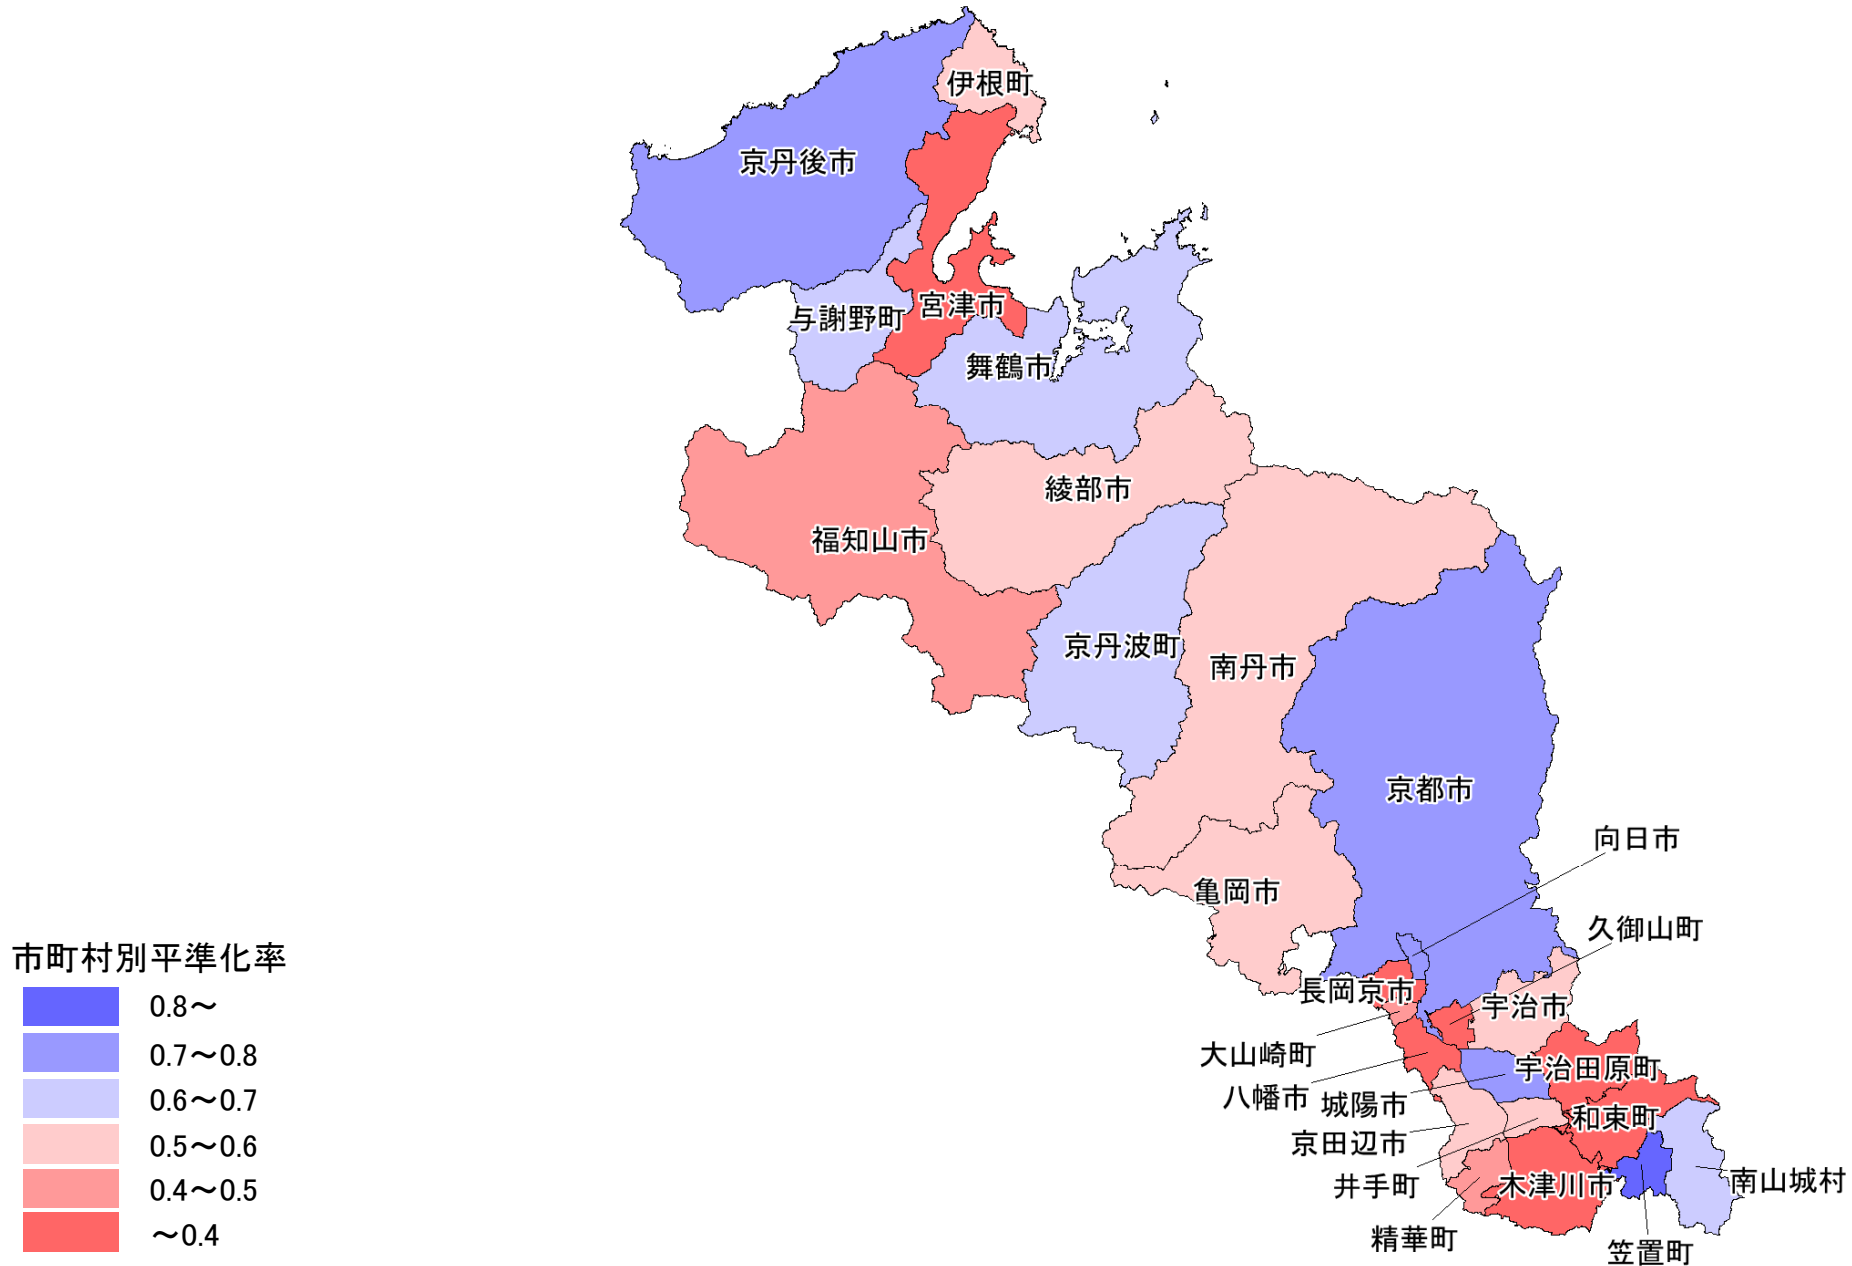 伊根町
京丹後市
宮津市
与謝野町
舞鶴市
綾部市
福知山市
京丹波町
南丹市
京都市
向日市
亀岡市
久御山町
長岡京市
宇治市
大山崎町
宇治田原町
八幡市
城陽市
和束町
京田辺市
井手町
木津川市
南山城村
精華町
笠置町
市町村別平準化率
0.8～
0.7～0.8
0.6～0.7
0.5～0.6
0.4～0.5
～0.4